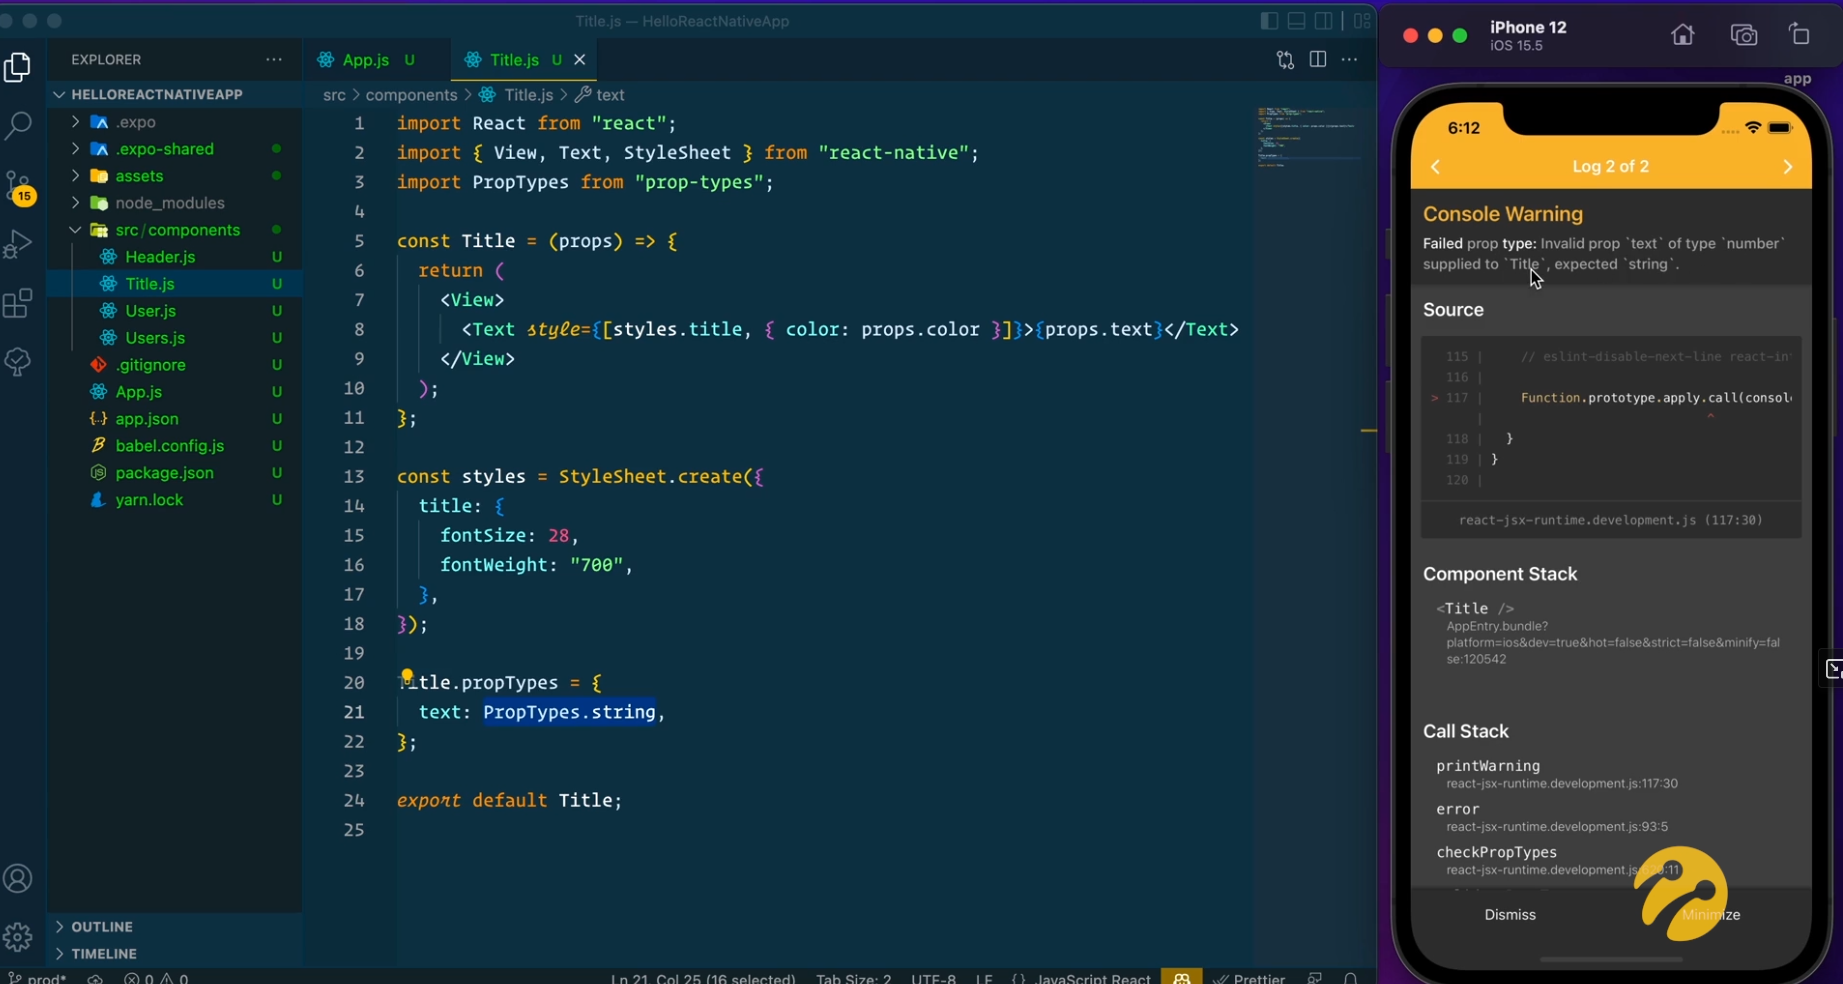 Title.js — HelloReactNativeApp
EXPLORER
HELLOREACTNATIVEAPP
.expo
.expo-shared
assets
node_modules
src/components
Header.js U
Title.js U
User.js U
Users.js U
.gitignore U
App.js U
app.json U
babel.config.js U
package.json U
yarn.lock U
OUTLINE
TIMELINE
15
App.js U
Title.js U
src > components > Title.js > text
1 import React from "react";
2 import { View, Text, StyleSheet } from "react-native";
3 import PropTypes from "prop-types";
4
5 const Title = (props) => {
6 return (
7 <View>
8 <Text style={[styles.title, { color: props.color }]}>{props.text}</Text>
9 </View>
10 );
11 };
12
13 const styles = StyleSheet.create({
14 title: {
15 fontSize: 28,
16 fontWeight: "700",
17 },
18 });
19
20 Title.propTypes = {
21 text: PropTypes.string,
22 };
23
24 export default Title;
25
prod* 0 0 Ln 21, Col 25 (16 selected) Tab Size: 2 UTF-8 LF {} JavaScript React Prettier
iPhone 12
iOS 15.5
app
6:12
Log 2 of 2
Console Warning
Failed prop type: Invalid prop `text` of type `number`
supplied to `Title`, expected `string`.
Source
115 | // eslint-disable-next-line react-in
116 |
> 117 | Function.prototype.apply.call(consol
| ^
118 | }
119 | }
120 |
react-jsx-runtime.development.js (117:30)
Component Stack
<Title />
AppEntry.bundle?
platform=ios&dev=true&hot=false&strict=false&minify=fal
se:120542
Call Stack
printWarning
react-jsx-runtime.development.js:117:30
error
react-jsx-runtime.development.js:93:5
checkPropTypes
react-jsx-runtime.development.js
Dismiss
Minimize